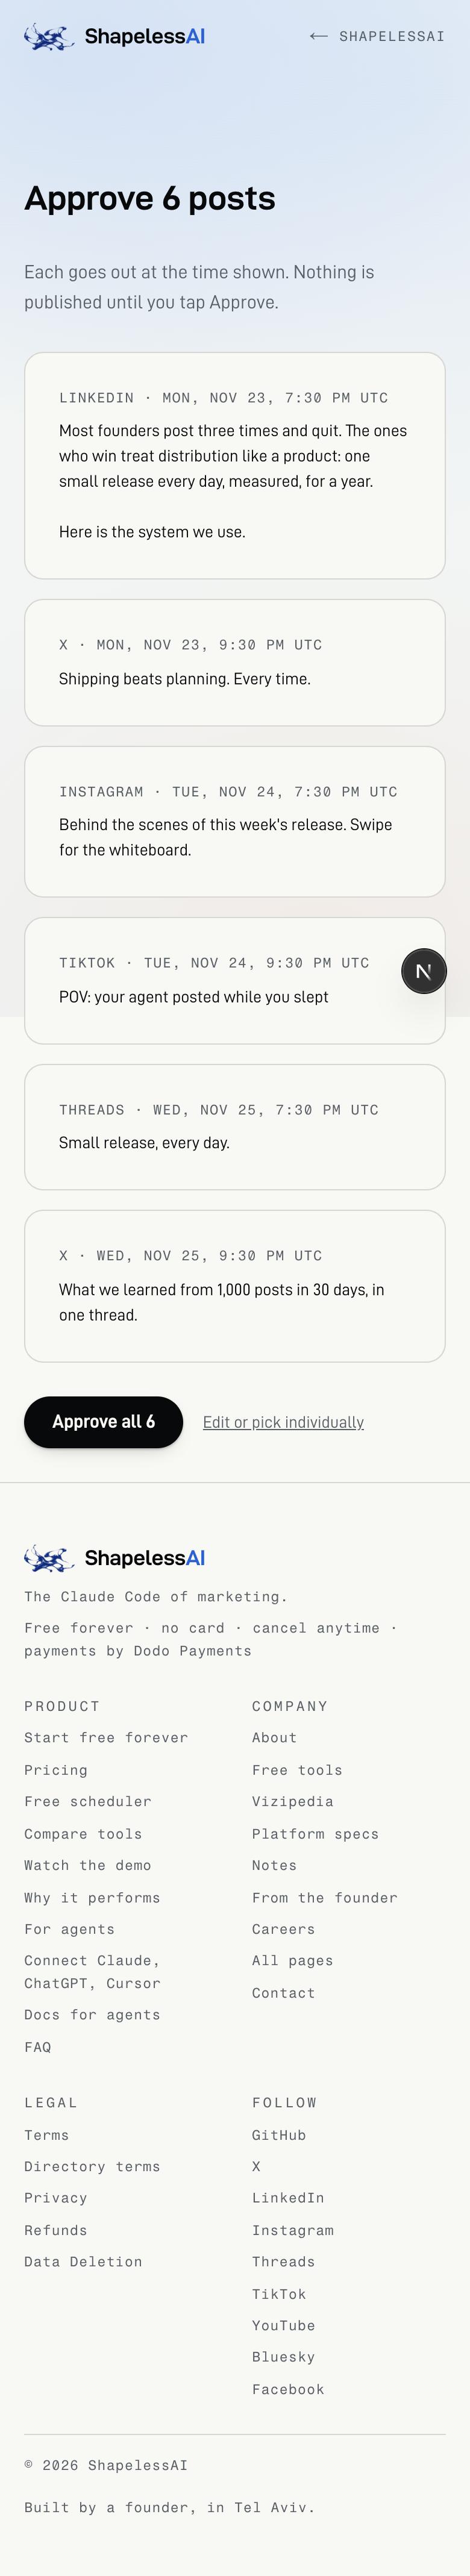 ShapelessAI
← SHAPELESSAI
Approve 6 posts
Each goes out at the time shown. Nothing is
published until you tap Approve.
LINKEDIN · MON, NOV 23, 7:30 PM UTC
Most founders post three times and quit. The ones
who win treat distribution like a product: one
small release every day, measured, for a year.
Here is the system we use.
X · MON, NOV 23, 9:30 PM UTC
Shipping beats planning. Every time.
INSTAGRAM · TUE, NOV 24, 7:30 PM UTC
Behind the scenes of this week's release. Swipe
for the whiteboard.
TIKTOK · TUE, NOV 24, 9:30 PM UTC
N
POV: your agent posted while you slept
THREADS · WED, NOV 25, 7:30 PM UTC
Small release, every day.
X · WED, NOV 25, 9:30 PM UTC
What we learned from 1,000 posts in 30 days, in
one thread.
Approve all 6
Edit or pick individually
ShapelessAI
The Claude Code of marketing.
Free forever · no card · cancel anytime ·
payments by Dodo Payments
PRODUCT
Start free forever
Pricing
Free scheduler
Compare tools
Watch the demo
Why it performs
For agents
Connect Claude,
ChatGPT, Cursor
Docs for agents
FAQ
COMPANY
About
Free tools
Vizipedia
Platform specs
Notes
From the founder
Careers
All pages
Contact
LEGAL
Terms
Directory terms
Privacy
Refunds
Data Deletion
FOLLOW
GitHub
X
LinkedIn
Instagram
Threads
TikTok
YouTube
Bluesky
Facebook
© 2026 ShapelessAI
Built by a founder, in Tel Aviv.